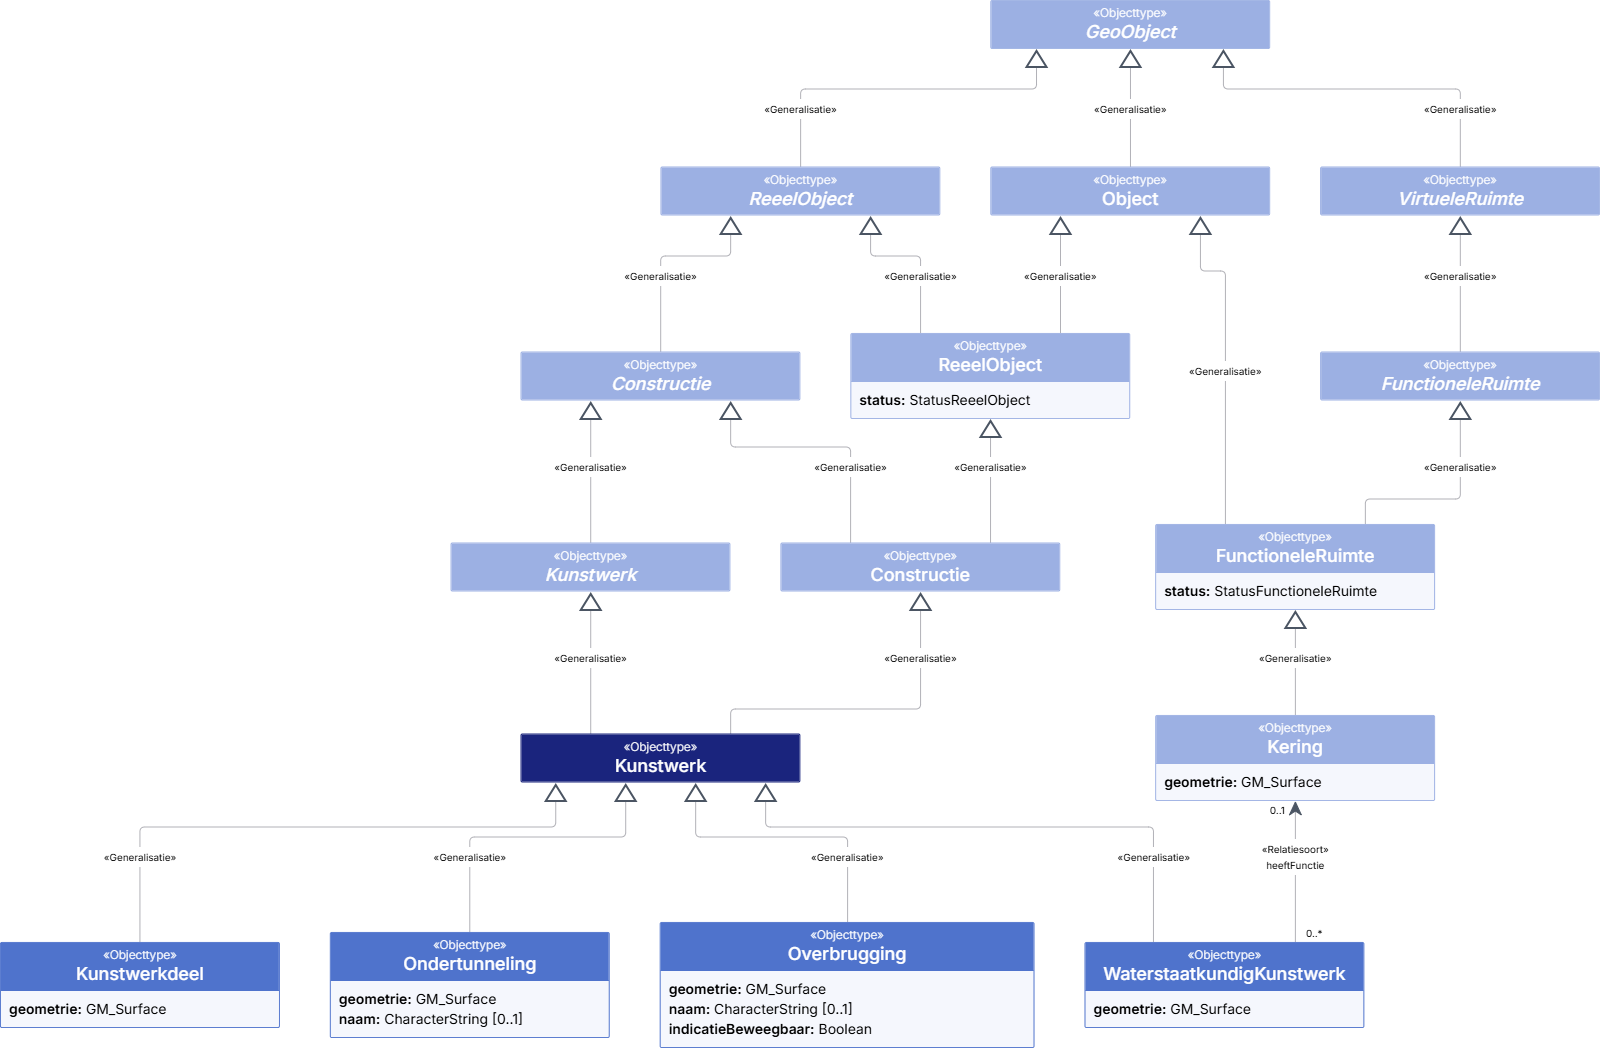 «Objecttype»
GeoObject
«Generalisatie»
«Generalisatie»
«Generalisatie»
«Objecttype»
ReeelObject
«Objecttype»
Object
«Objecttype»
VirtueleRuimte
«Generalisatie»
«Generalisatie»
«Generalisatie»
«Generalisatie»
«Objecttype»
ReeelObject
status: StatusReeelObject
«Objecttype»
Constructie
«Generalisatie»
«Objecttype»
FunctioneleRuimte
«Generalisatie»
«Generalisatie»
«Generalisatie»
«Generalisatie»
«Objecttype»
Kunstwerk
«Objecttype»
Constructie
«Objecttype»
FunctioneleRuimte
status: StatusFunctioneleRuimte
«Generalisatie»
«Generalisatie»
«Generalisatie»
«Objecttype»
Kunstwerk
«Objecttype»
Kering
geometrie: GM_Surface
0..1
«Relatiesoort»
heeftFunctie
0..*
«Generalisatie»
«Generalisatie»
«Generalisatie»
«Generalisatie»
«Objecttype»
Kunstwerkdeel
geometrie: GM_Surface
«Objecttype»
Ondertunneling
geometrie: GM_Surface
naam: CharacterString [0..1]
«Objecttype»
Overbrugging
geometrie: GM_Surface
naam: CharacterString [0..1]
indicatieBeweegbaar: Boolean
«Objecttype»
WaterstaatkundigKunstwerk
geometrie: GM_Surface